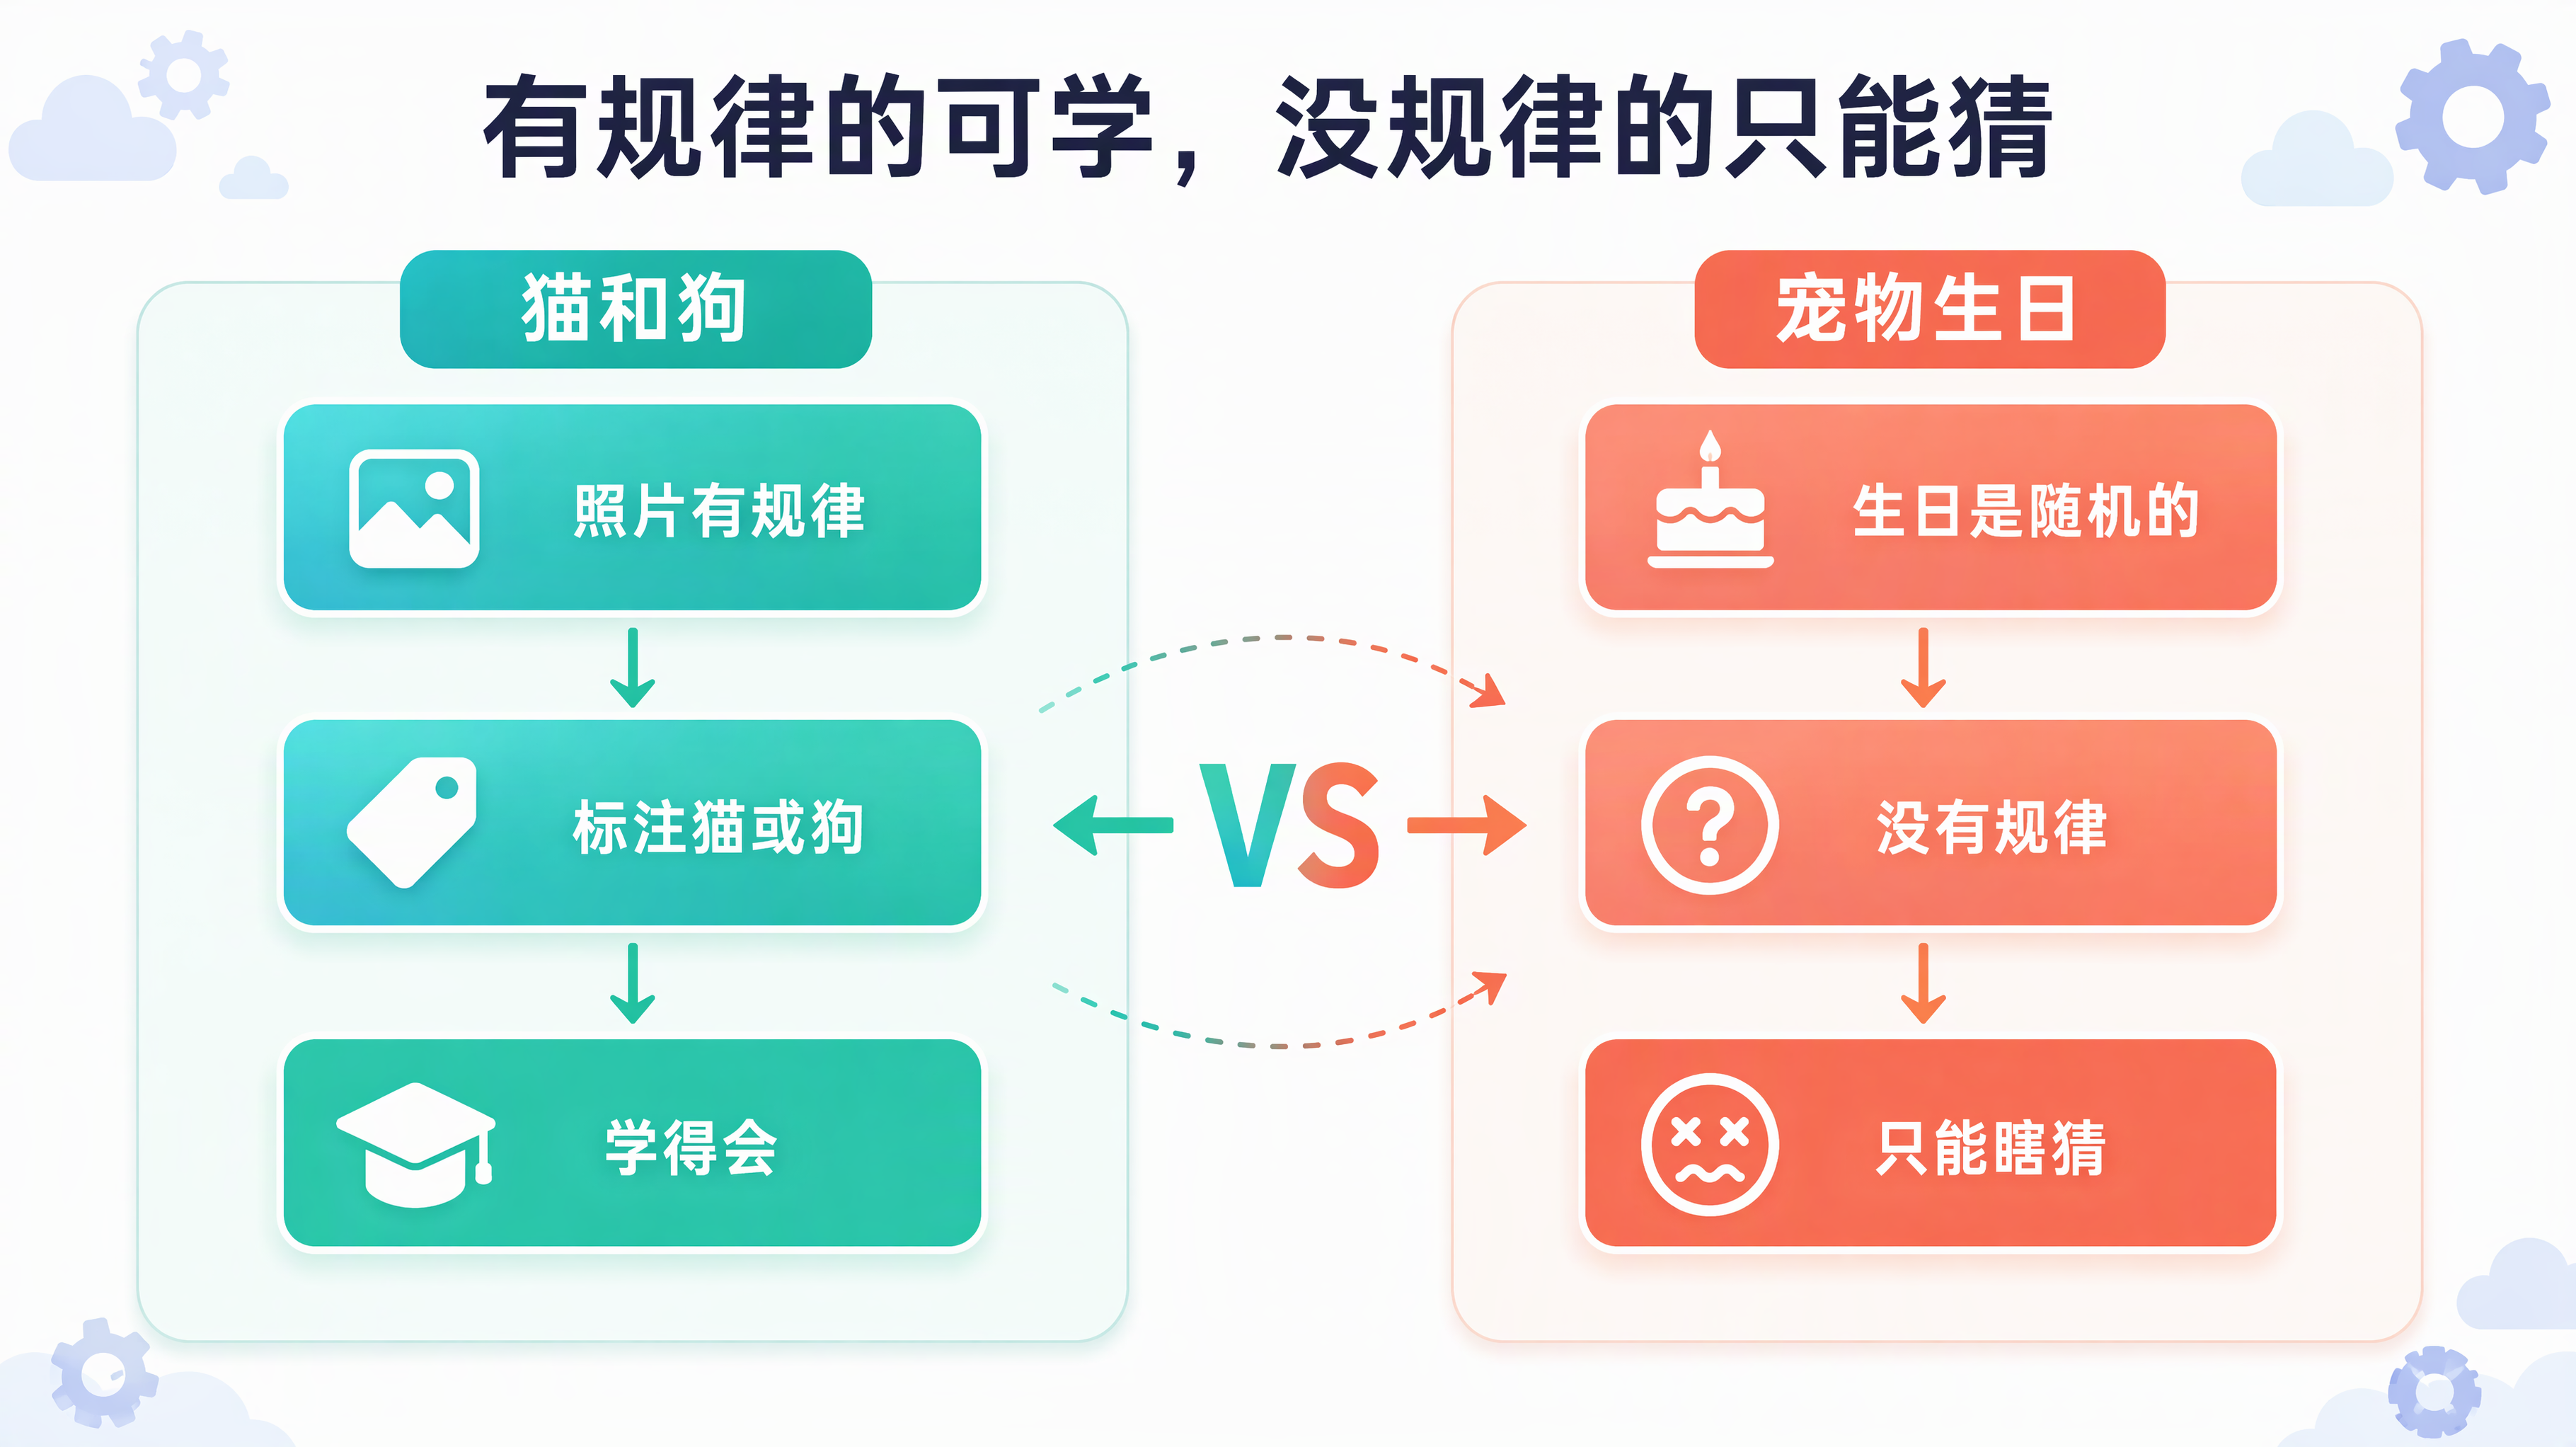 有规律的可学，没规律的只能猜
猫和狗
照片有规律
标注猫或狗
学得会
VS
宠物生日
生日是随机的
没有规律
只能瞎猜